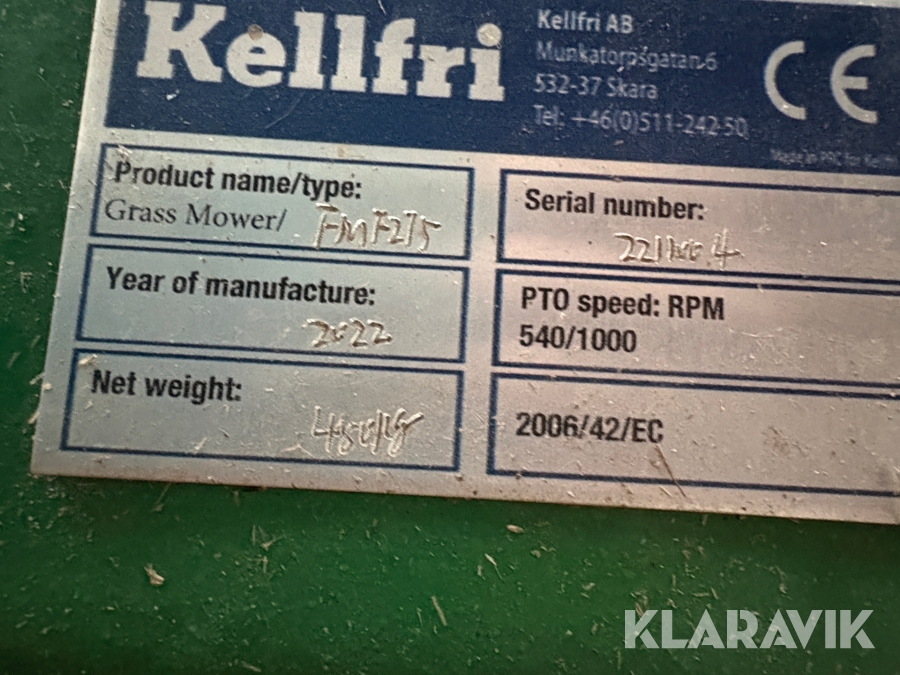 Kellfri
Kellfri AB
Munkatorpsgatan 6
532-37 Skara
Tel: +46(0)511-242 50
CE
Made in PRC for Kellfri
Product name/type:
Grass Mower/ FMF275
Serial number:
Year of manufacture:
2022
PTO speed: RPM
540/1000
Net weight:
2006/42/EC
KLARAVIK